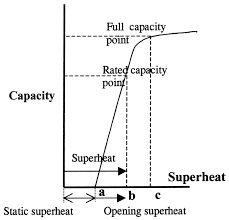 Full capacity
point
Rated capacity
point
Capacity
Superheat
Superheat
a
b
c
Static superheat
Opening superheat